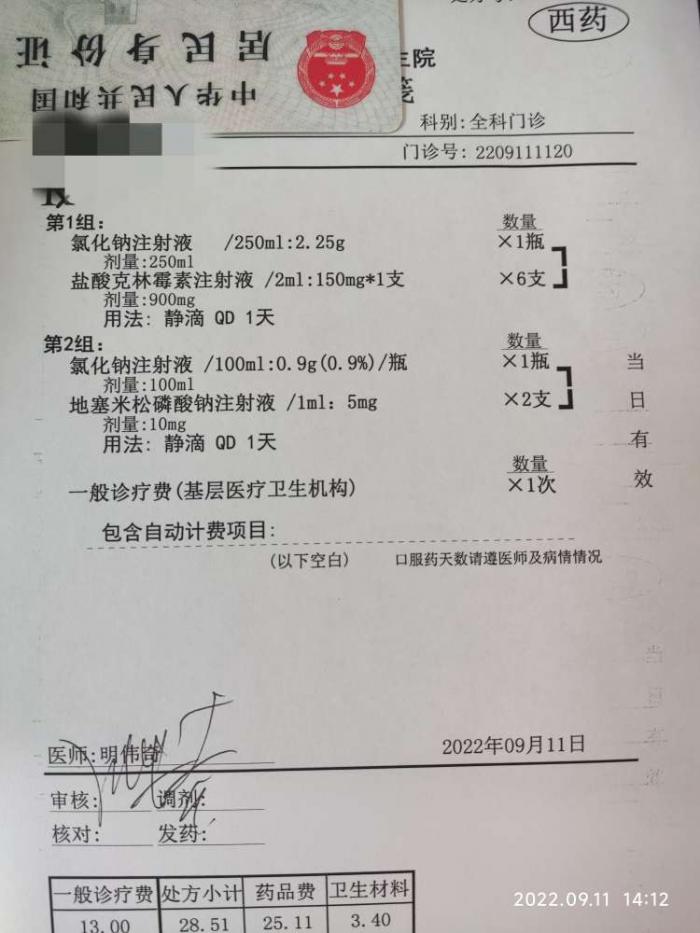 居民身份证
中华人民共和国
西药
院
笺
科别:全科门诊
门诊号: 2209111120
第1组: 数量
氯化钠注射液 /250ml:2.25g ×1瓶
剂量:250ml
盐酸克林霉素注射液 /2ml:150mg*1支 ×6支
剂量:900mg
用法: 静滴 QD 1天
第2组: 数量
氯化钠注射液 /100ml:0.9g(0.9%)/瓶 ×1瓶
剂量:100ml
地塞米松磷酸钠注射液 /1ml: 5mg ×2支
剂量:10mg
用法: 静滴 QD 1天
当日有效
数量
一般诊疗费(基层医疗卫生机构) ×1次
包含自动计费项目:
(以下空白) 口服药天数请遵医师及病情情况
医师:明伟 2022年09月11日
审核: 调剂:
核对: 发药:
一般诊疗费 处方小计 药品费 卫生材料
13.00 28.51 25.11 3.40
2022.09.11 14:12